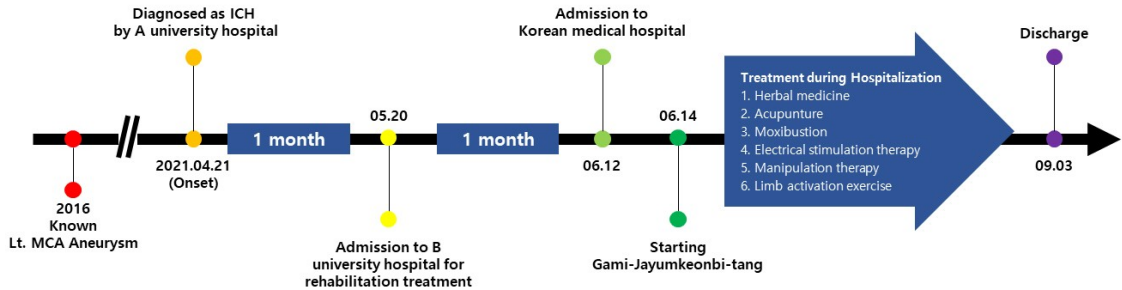 Diagnosed as ICH
by A university hospital
Admission to
Korean medical hospital
Discharge
Treatment during Hospitalization
1. Herbal medicine
2. Acupunture
3. Moxibustion
4. Electrical stimulation therapy
5. Manipulation therapy
6. Limb activation exercise
05.20
06.14
1 month
1 month
2021.04.21
(Onset)
06.12
09.03
2016
Known
Lt. MCA Aneurysm
Admission to B
university hospital for
rehabilitation treatment
Starting
Gami-Jayumkeonbi-tang